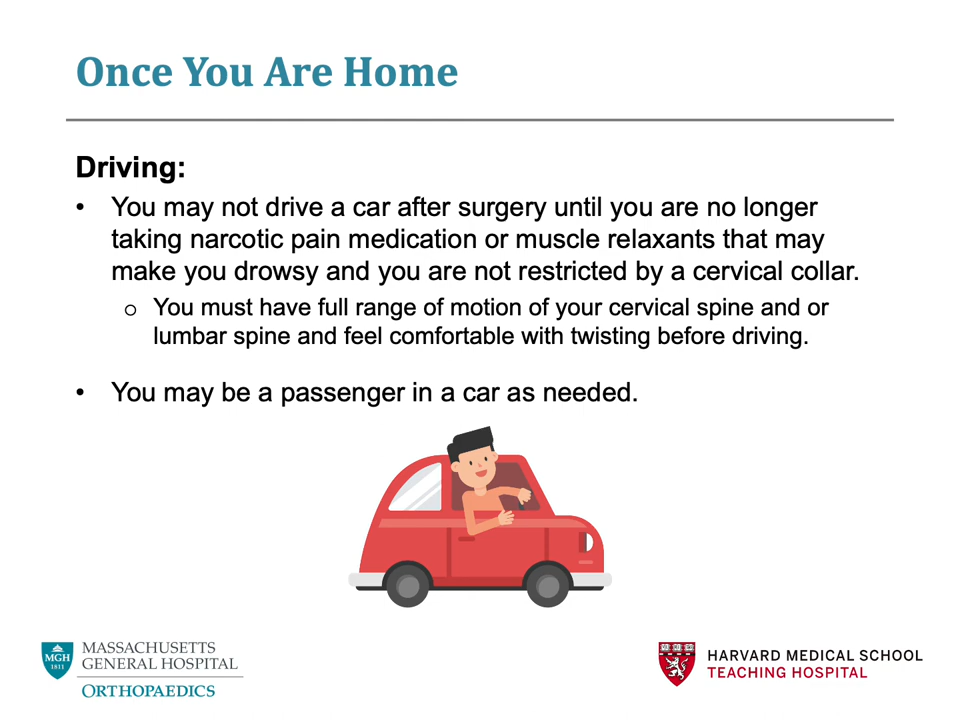 Once You Are Home
Driving:
• You may not drive a car after surgery until you are no longer
taking narcotic pain medication or muscle relaxants that may
make you drowsy and you are not restricted by a cervical collar.
o You must have full range of motion of your cervical spine and or
lumbar spine and feel comfortable with twisting before driving.
• You may be a passenger in a car as needed.
MGH
1811
MASSACHUSETTS
GENERAL HOSPITAL
ORTHOPAEDICS
HARVARD MEDICAL SCHOOL
TEACHING HOSPITAL